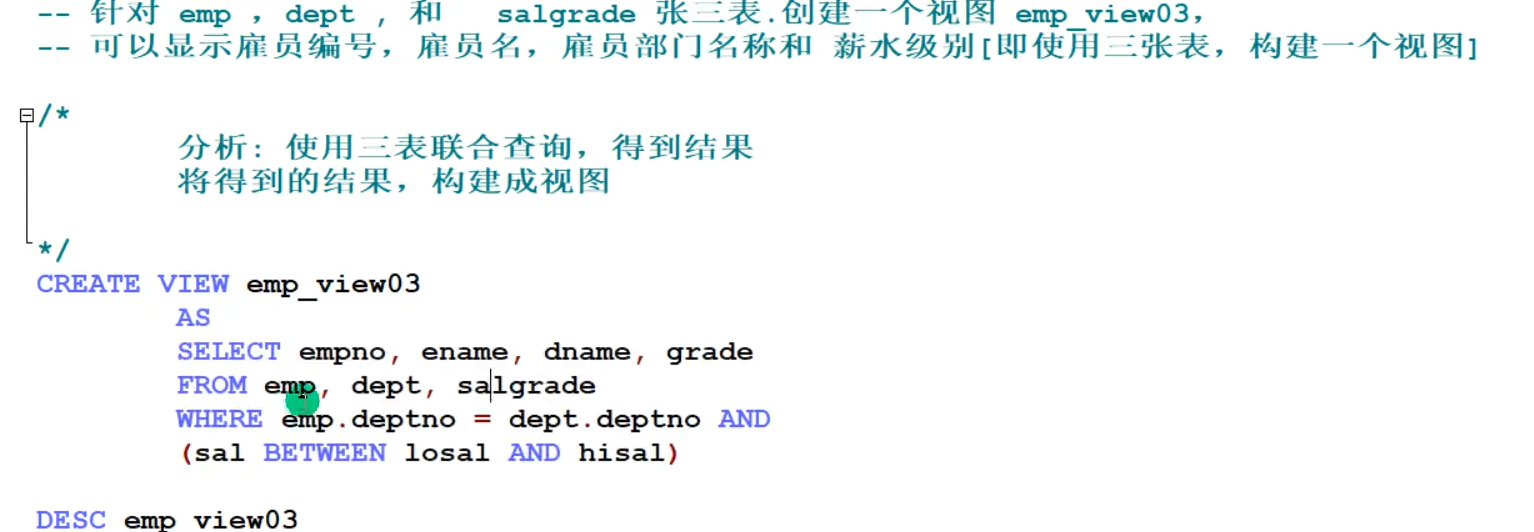 -- 针对 emp ，dept , 和   salgrade 张三表.创建一个视图 emp_view03，
-- 可以显示雇员编号，雇员名，雇员部门名称和 薪水级别[即使用三张表，构建一个视图]
/*
分析: 使用三表联合查询，得到结果
将得到的结果，构建成视图
*/
CREATE VIEW emp_view03
AS
SELECT empno, ename, dname, grade
FROM emp, dept, salgrade
WHERE emp.deptno = dept.deptno AND
(sal BETWEEN losal AND hisal)
DESC emp_view03